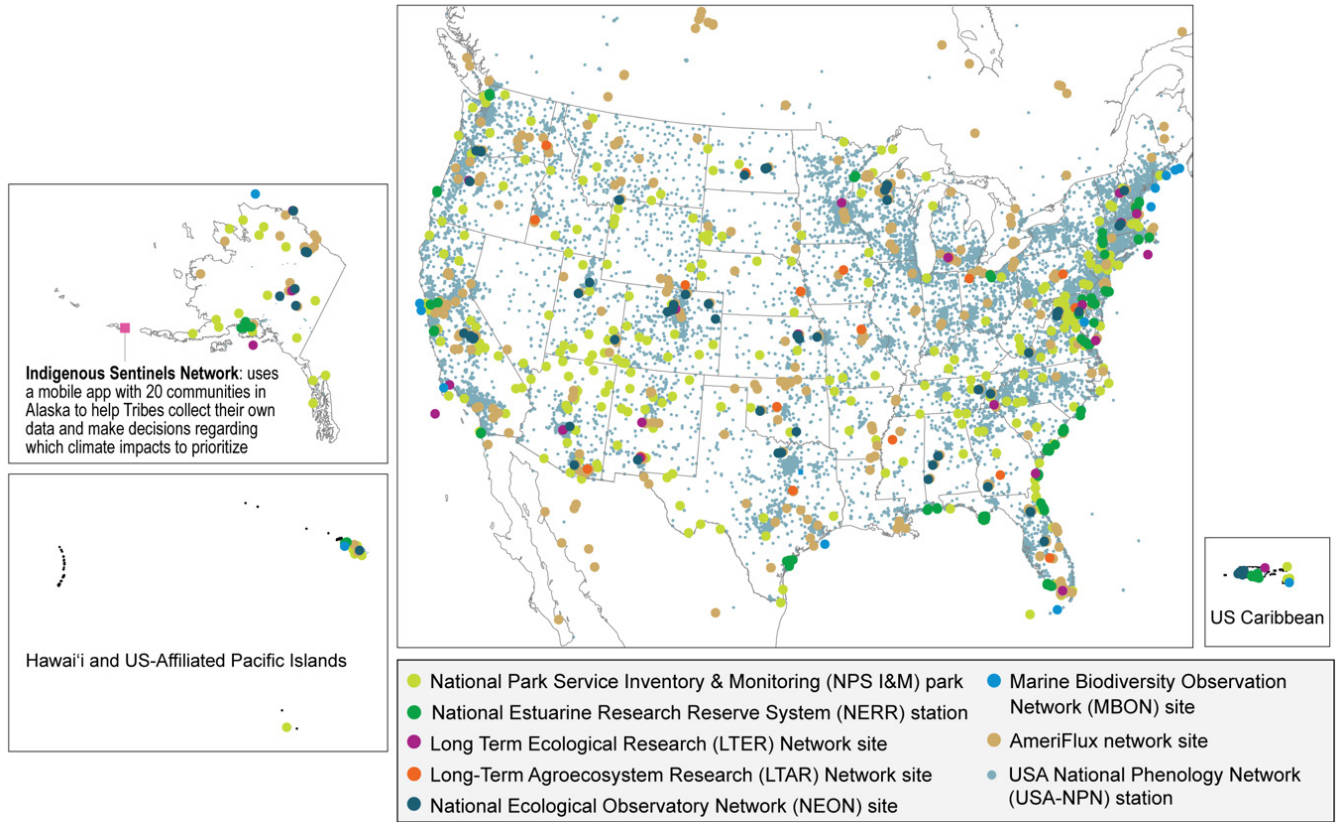 Indigenous Sentinels Network: uses
a mobile app with 20 communities in
Alaska to help Tribes collect their own
data and make decisions regarding
which climate impacts to prioritize
Hawai‘i and US-Affiliated Pacific Islands
US Caribbean
National Park Service Inventory & Monitoring (NPS I&M) park
National Estuarine Research Reserve System (NERR) station
Long Term Ecological Research (LTER) Network site
Long-Term Agroecosystem Research (LTAR) Network site
National Ecological Observatory Network (NEON) site
Marine Biodiversity Observation
Network (MBON) site
AmeriFlux network site
USA National Phenology Network
(USA-NPN) station